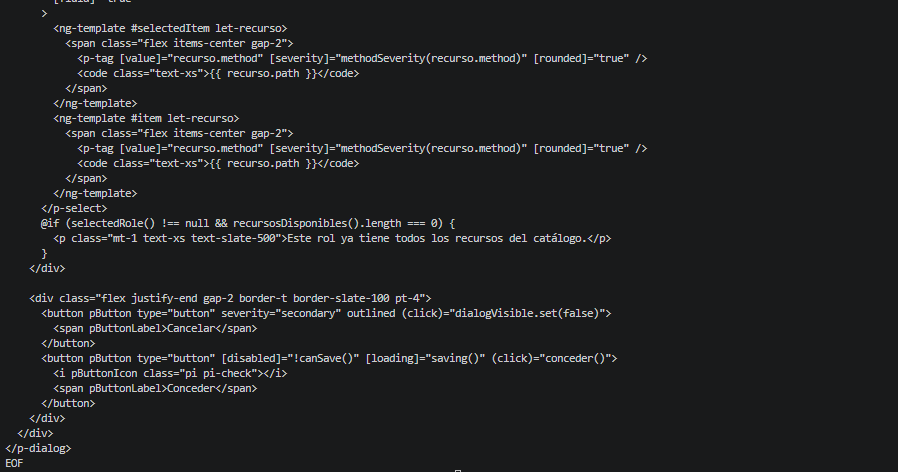 >
<ng-template #selectedItem let-recurso>
<span class="flex items-center gap-2">
<p-tag [value]="recurso.method" [severity]="methodSeverity(recurso.method)" [rounded]="true" />
<code class="text-xs">{{ recurso.path }}</code>
</span>
</ng-template>
<ng-template #item let-recurso>
<span class="flex items-center gap-2">
<p-tag [value]="recurso.method" [severity]="methodSeverity(recurso.method)" [rounded]="true" />
<code class="text-xs">{{ recurso.path }}</code>
</span>
</ng-template>
</p-select>
@if (selectedRole() !== null && recursosDisponibles().length === 0) {
<p class="mt-1 text-xs text-slate-500">Este rol ya tiene todos los recursos del catálogo.</p>
}
</div>
<div class="flex justify-end gap-2 border-t border-slate-100 pt-4">
<button pButton type="button" severity="secondary" outlined (click)="dialogVisible.set(false)">
<span pButtonLabel>Cancelar</span>
</button>
<button pButton type="button" [disabled]="!canSave()" [loading]="saving()" (click)="conceder()">
<i pButtonIcon class="pi pi-check"></i>
<span pButtonLabel>Conceder</span>
</button>
</div>
</div>
</p-dialog>
EOF